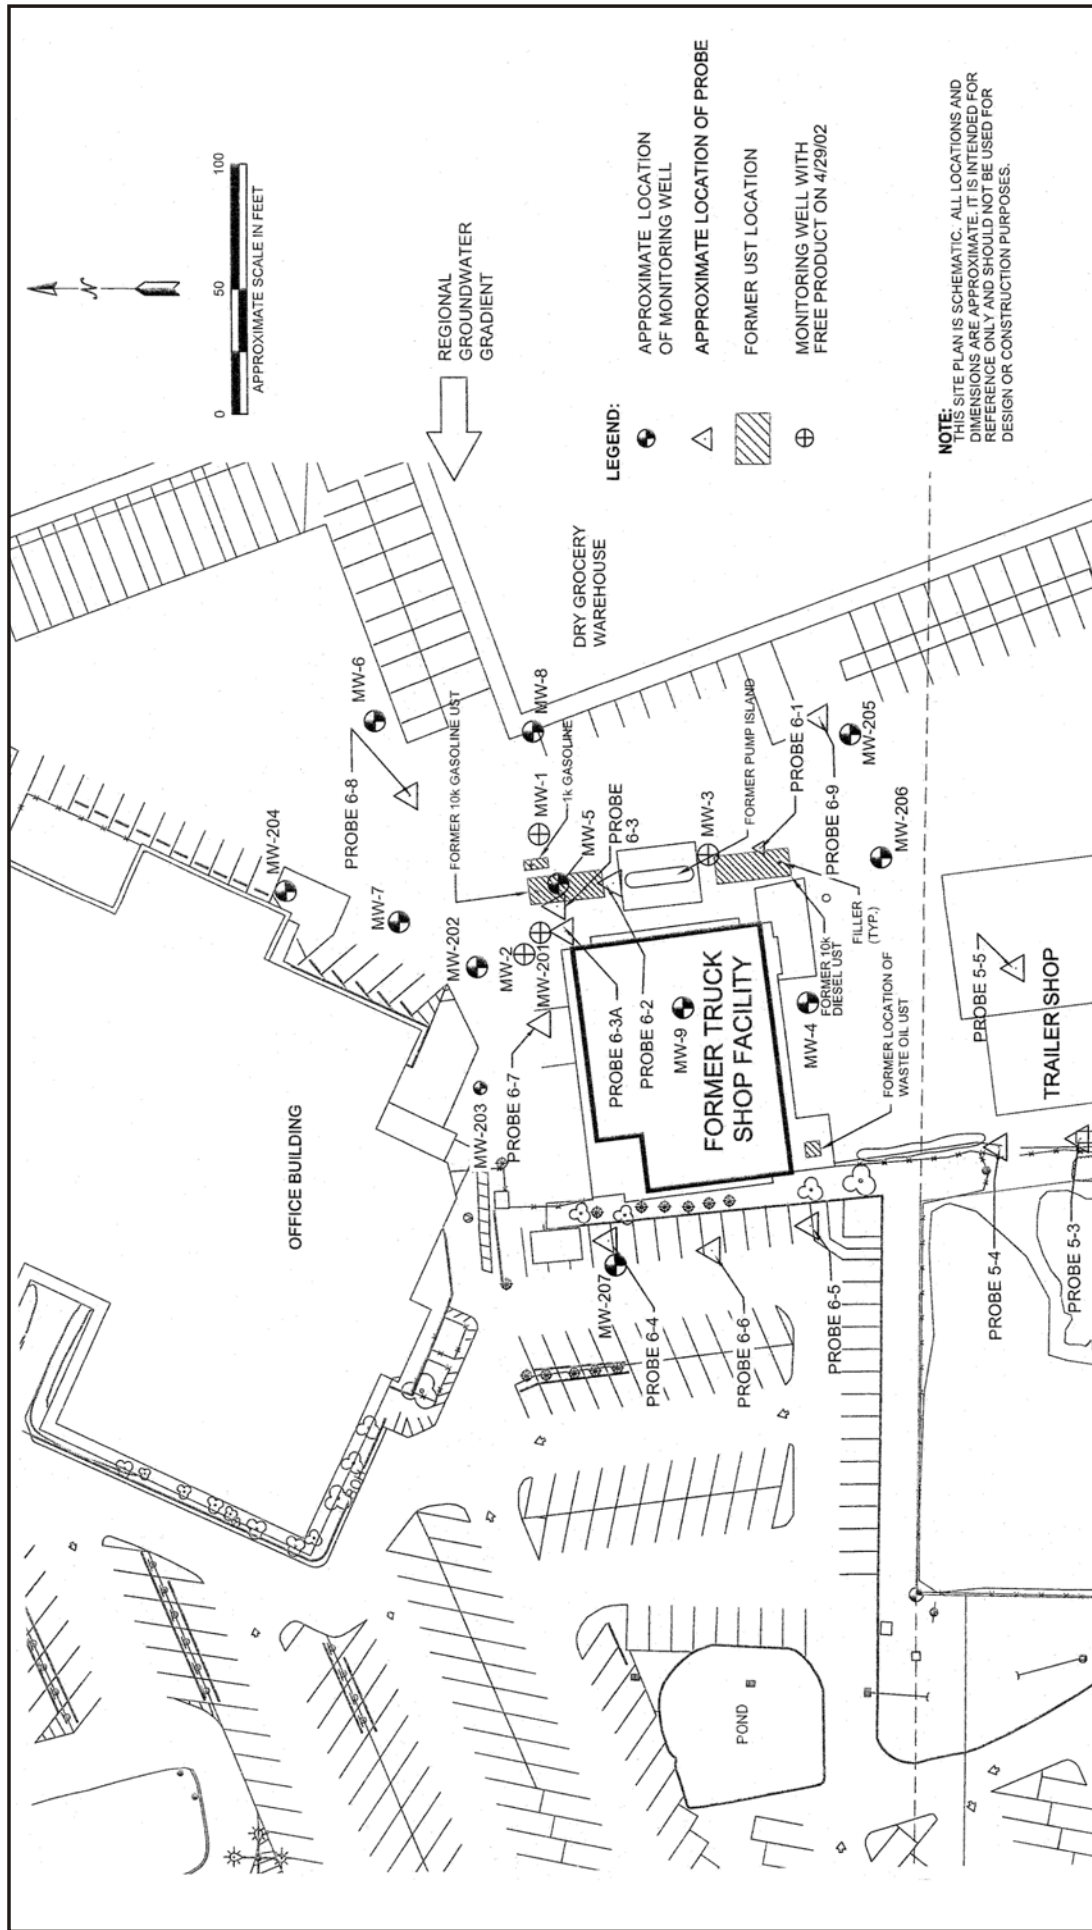 N
0 50 100
APPROXIMATE SCALE IN FEET
REGIONAL
GROUNDWATER
GRADIENT
LEGEND:
APPROXIMATE LOCATION
OF MONITORING WELL
APPROXIMATE LOCATION OF PROBE
FORMER UST LOCATION
MONITORING WELL WITH
FREE PRODUCT ON 4/29/02
NOTE:
THIS SITE PLAN IS SCHEMATIC. ALL LOCATIONS AND
DIMENSIONS ARE APPROXIMATE. IT IS INTENDED FOR
REFERENCE ONLY AND SHOULD NOT BE USED FOR
DESIGN OR CONSTRUCTION PURPOSES.
DRY GROCERY
WAREHOUSE
MW-6
PROBE 6-8
MW-204
MW-7
FORMER 10k GASOLINE UST
MW-8
MW-1
1k GASOLINE
MW-5
PROBE
6-3
FORMER PUMP ISLAND
MW-3
PROBE 6-1
MW-205
PROBE 6-9
MW-206
FILLER
(TYP.)
FORMER 10k
DIESEL UST
MW-202
MW-2
MW-201
PROBE 6-7
MW-203
PROBE 6-3A
PROBE 6-2
MW-9
FORMER TRUCK
SHOP FACILITY
MW-4
FORMER LOCATION OF
WASTE OIL UST
PROBE 5-5
TRAILER SHOP
OFFICE BUILDING
MW-207
PROBE 6-4
PROBE 6-6
PROBE 6-5
PROBE 5-4
PROBE 5-3
POND